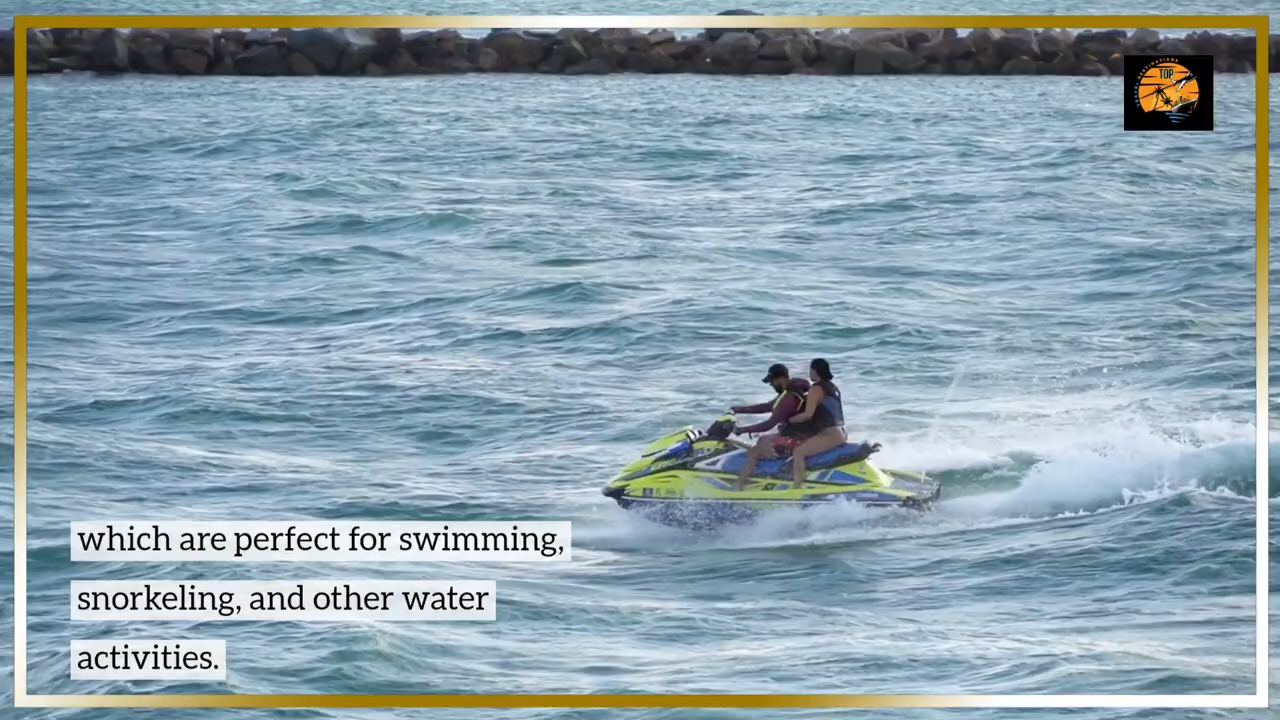 TOP
which are perfect for swimming,
snorkeling, and other water
activities.